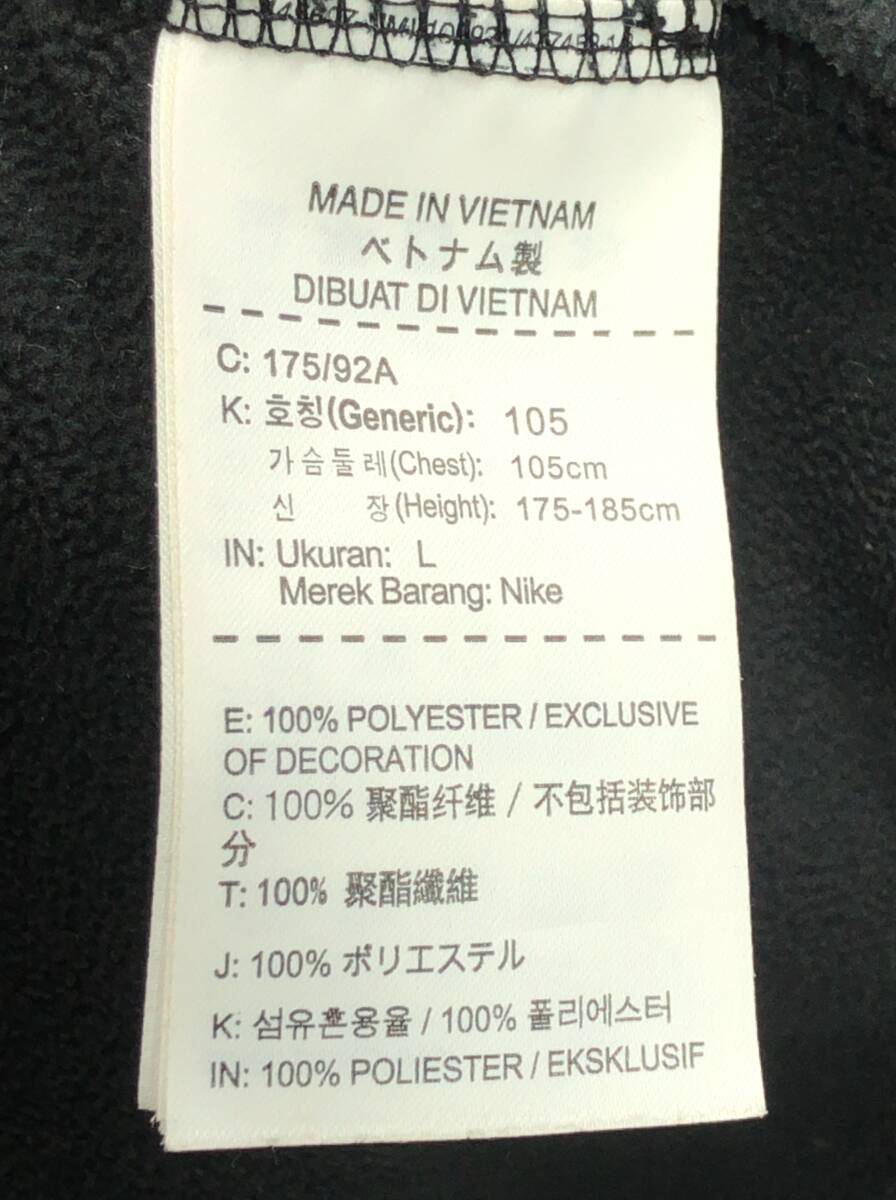 MADE IN VIETNAM
ベトナム製
DIBUAT DI VIETNAM
C: 175/92A
K: 호칭(Generic): 105
가슴둘레(Chest): 105cm
신 장(Height): 175-185cm
IN: Ukuran: L
Merek Barang: Nike
E: 100% POLYESTER / EXCLUSIVE
OF DECORATION
C: 100% 聚酯纤维 / 不包括装饰部
分
T: 100% 聚酯纖維
J: 100% ポリエステル
K: 섬유혼용율 / 100% 폴리에스터
IN: 100% POLIESTER / EKSKLUSIF